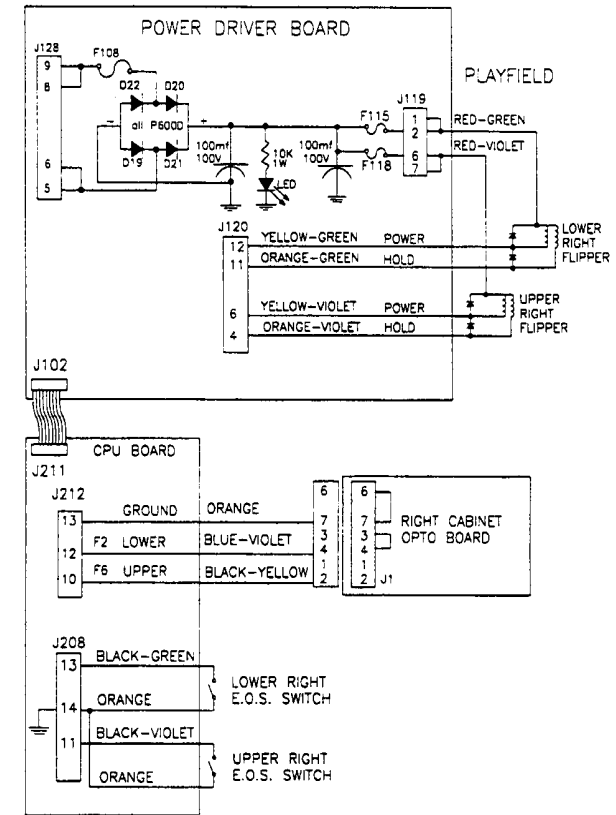 POWER DRIVER BOARD
J128
F108
9
8
D22
D20
PLAYFIELD
−
all P600D
+
F115
J119
1
2
RED-GREEN
100mf
100V
10K
1W
100mf
100V
RED-VIOLET
6
7
6
5
D19
D21
LED
F118
J120
12
YELLOW-GREEN POWER
11
ORANGE-GREEN HOLD
LOWER
RIGHT
FLIPPER
6
YELLOW-VIOLET POWER
4
ORANGE-VIOLET HOLD
UPPER
RIGHT
FLIPPER
J102
CPU BOARD
J211
J212
13
GROUND ORANGE
12
F2 LOWER BLUE-VIOLET
10
F6 UPPER BLACK-YELLOW
6
7
3
4
1
2
6
7
3
4
1
2
J1
RIGHT CABINET
OPTO BOARD
J208
13
BLACK-GREEN
14
ORANGE
LOWER RIGHT
E.O.S. SWITCH
11
BLACK-VIOLET
ORANGE
UPPER RIGHT
E.O.S. SWITCH